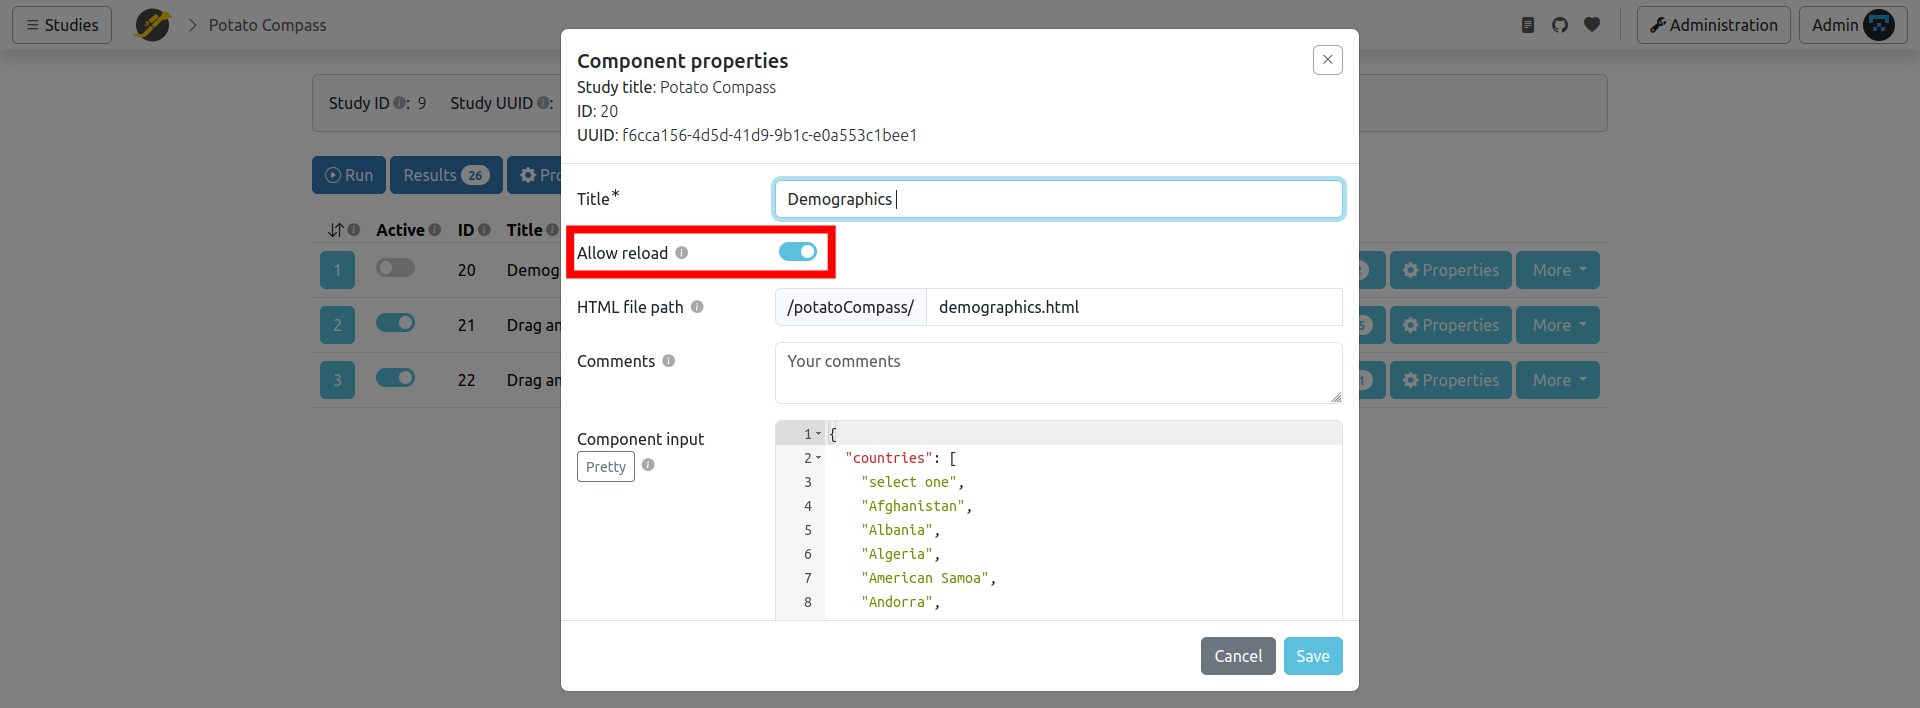 Studies
Potato Compass
Administration
Admin
Component properties
Study title: Potato Compass
ID: 20
UUID: f6cca156-4d5d-41d9-9b1c-e0a553c1bee1
Study ID: 9 Study UUID:
Run
Results 26
Pro
Title*
Demographics
Active ID Title
Allow reload
1 20 Demog
Properties
More
HTML file path
/potatoCompass/ demographics.html
2 21 Drag an
5 Properties
More
Comments
Your comments
3 22 Drag an
1 Properties
More
Component input
Pretty
1 {
2 "countries": [
3 "select one",
4 "Afghanistan",
5 "Albania",
6 "Algeria",
7 "American Samoa",
8 "Andorra",
Cancel
Save